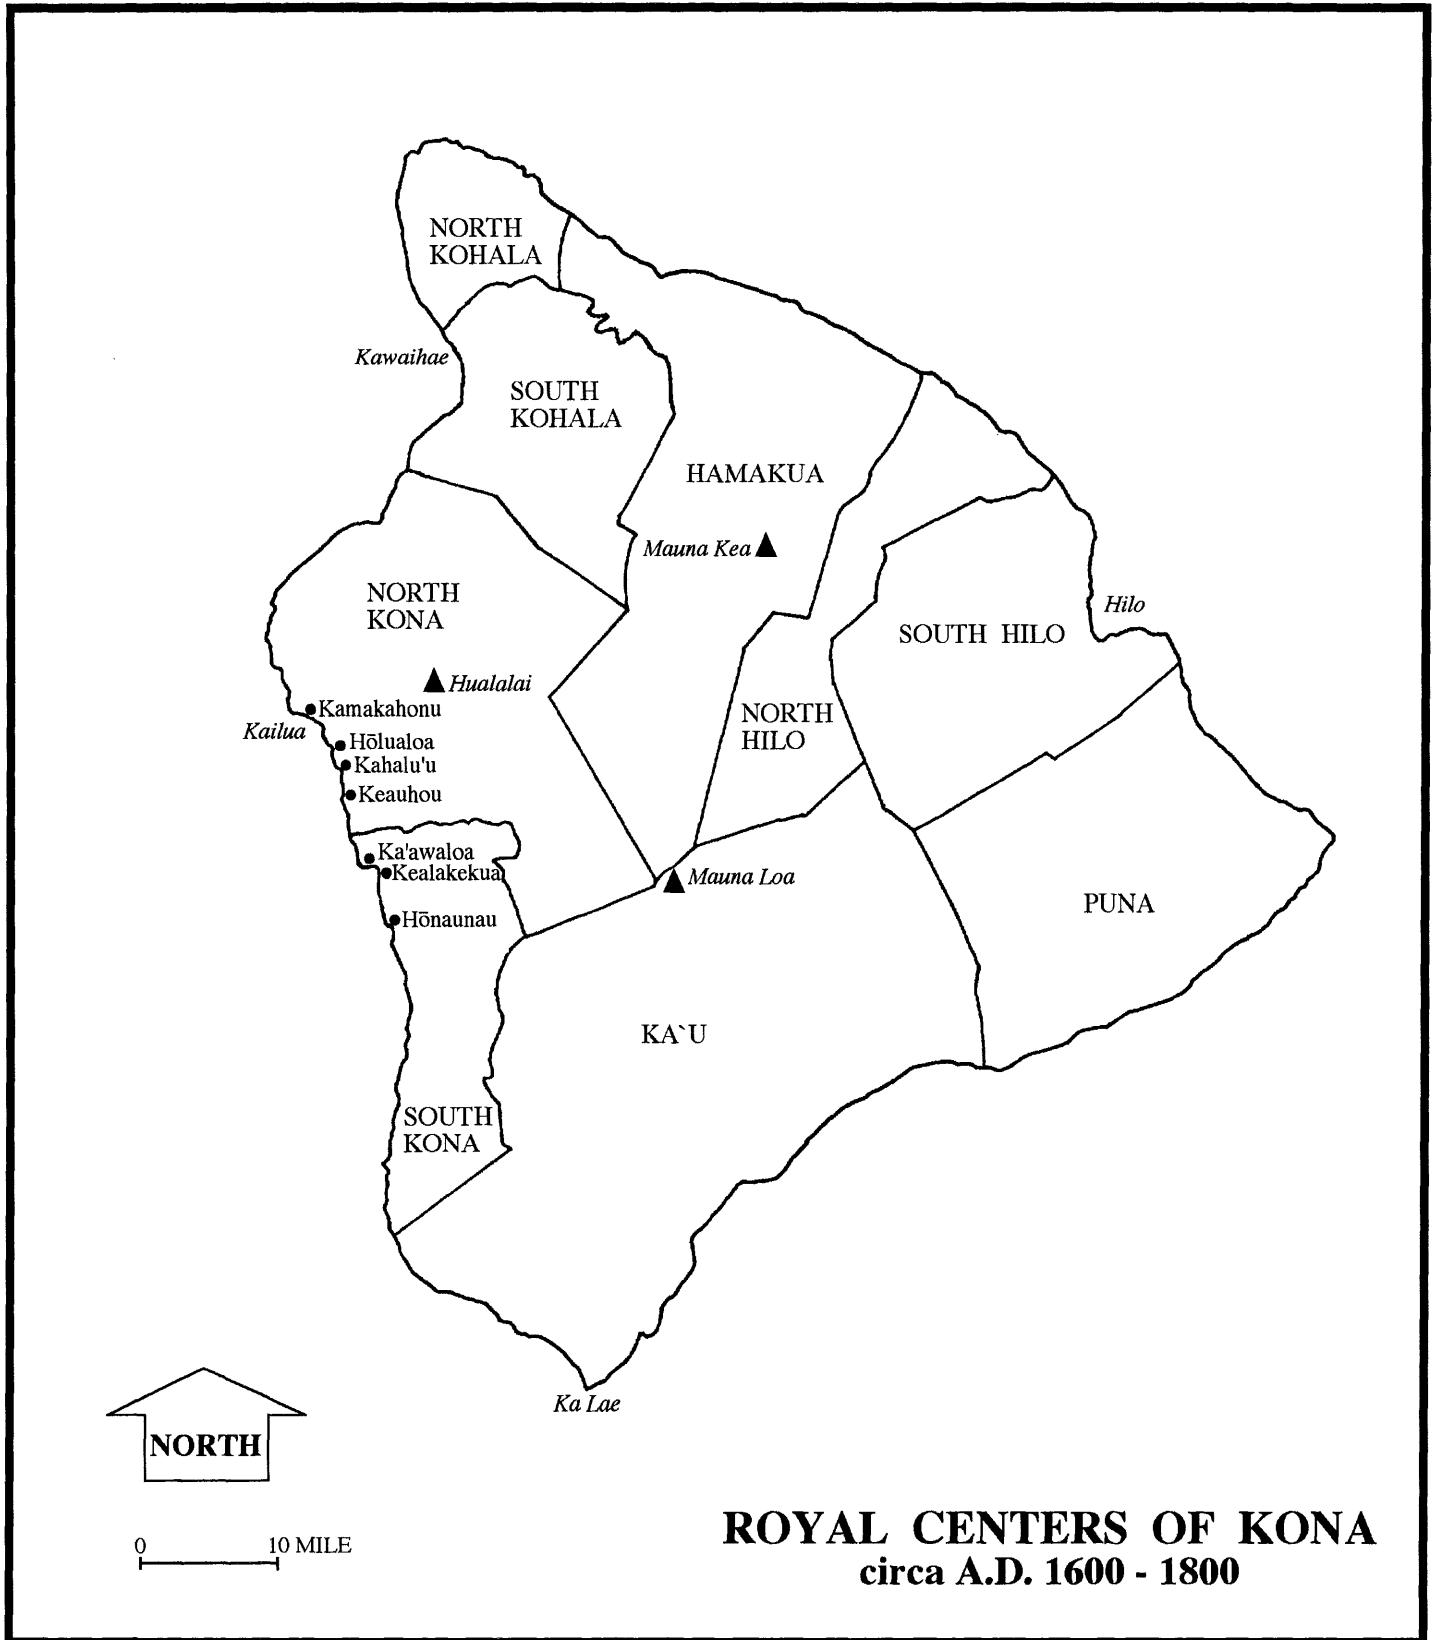 NORTH
KOHALA
Kawaihae
SOUTH
KOHALA
HAMAKUA
Mauna Kea
NORTH
KONA
Hilo
SOUTH HILO
Hualalai
Kamakahonu
Kailua
NORTH
HILO
Hōlualoa
Kahalu'u
Keauhou
Ka'awaloa
Kealakekua
Mauna Loa
Hōnaunau
PUNA
KA`U
SOUTH
KONA
Ka Lae
NORTH
0 10 MILE
ROYAL CENTERS OF KONA
circa A.D. 1600 - 1800